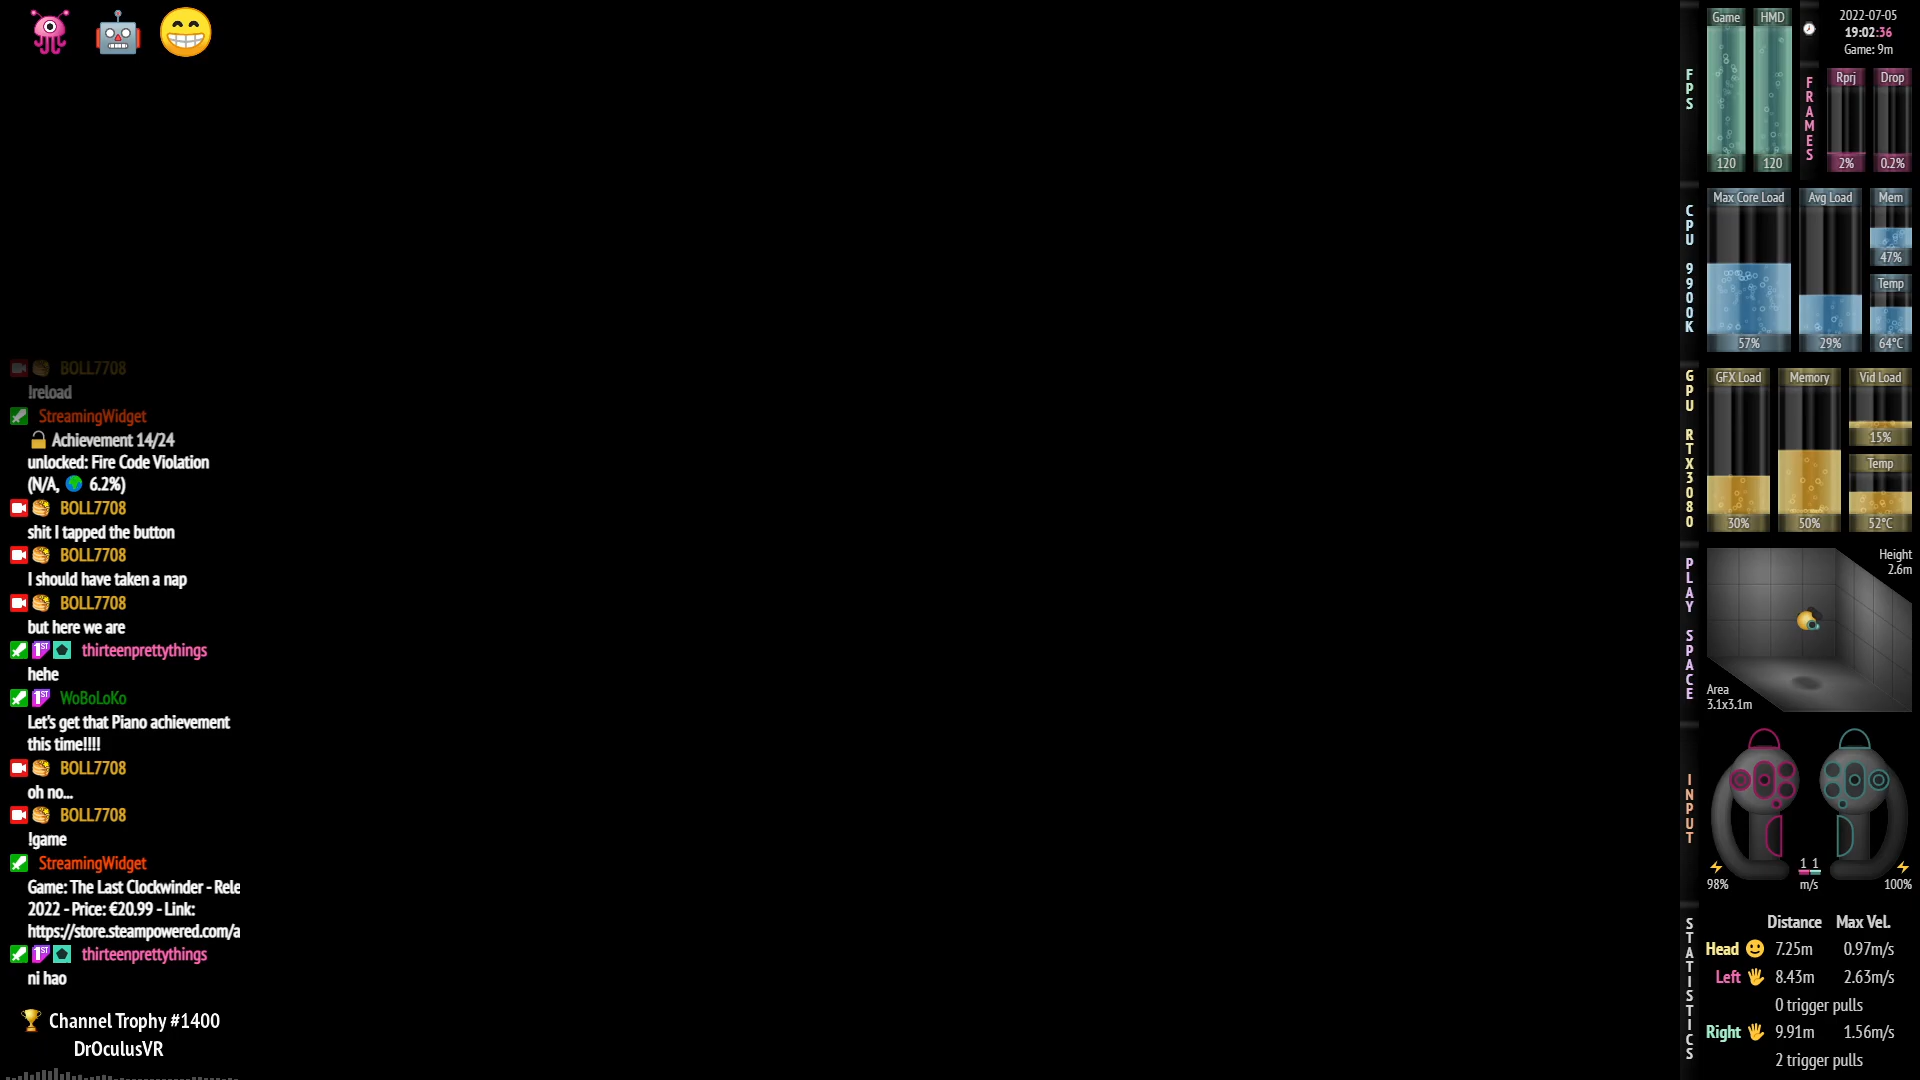 BOLL7708
!reload
StreamingWidget
Achievement 14/24
unlocked: Fire Code Violation
(N/A, 6.2%)
BOLL7708
shit I tapped the button
BOLL7708
I should have taken a nap
BOLL7708
but here we are
1ST thirteenprettythings
hehe
1ST WoBoLoKo
Let's get that Piano achievement
this time!!!!
BOLL7708
oh no...
BOLL7708
!game
StreamingWidget
Game: The Last Clockwinder - Rele
2022 - Price: €20.99 - Link:
https://store.steampowered.com/a
1ST thirteenprettythings
ni hao
Channel Trophy #1400
DrOculusVR
FPS
Game HMD
120 120
2022-07-05
19:02:36
Game: 9m
FRAMES
Rprj Drop
2% 0.2%
CPU 9900K
Max Core Load Avg Load Mem
47%
Temp
57% 29% 64°C
GPU RTX3080
GFX Load Memory Vid Load
15%
Temp
30% 50% 52°C
PLAY SPACE
Height
2.6m
Area
3.1x3.1m
INPUT
1 1
98% m/s 100%
STATISTICS
Distance Max Vel.
Head 7.25m 0.97m/s
Left 8.43m 2.63m/s
0 trigger pulls
Right 9.91m 1.56m/s
2 trigger pulls